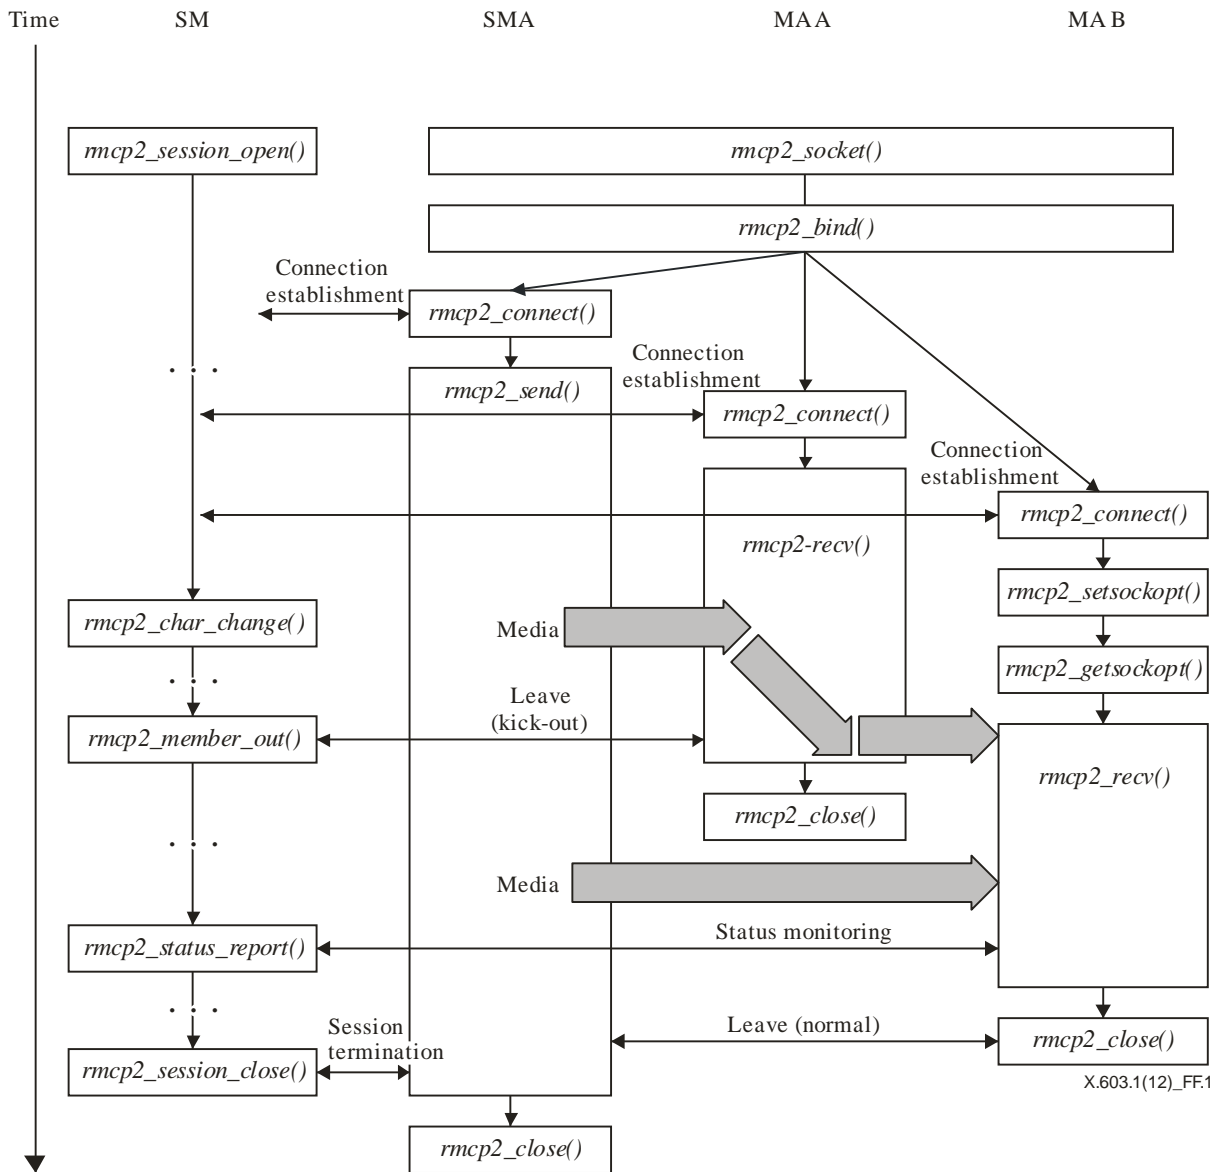 Time SM SMA MA A MA B
rmcp2_session_open() rmcp2_socket()
rmcp2_bind()
Connection
establishment
rmcp2_connect()
. . .
Connection
establishment
rmcp2_send()
rmcp2_connect()
Connection
establishment
rmcp2_connect()
rmcp2-recv()
rmcp2_setsockopt()
rmcp2_char_change()
Media
rmcp2_getsockopt()
. . .
Leave
(kick-out)
rmcp2_member_out()
rmcp2_recv()
rmcp2_close()
. . .
Media
Status monitoring
rmcp2_status_report()
. . .
Session
termination
Leave (normal)
rmcp2_close()
rmcp2_session_close()
X.603.1(12)_FF.1
rmcp2_close()